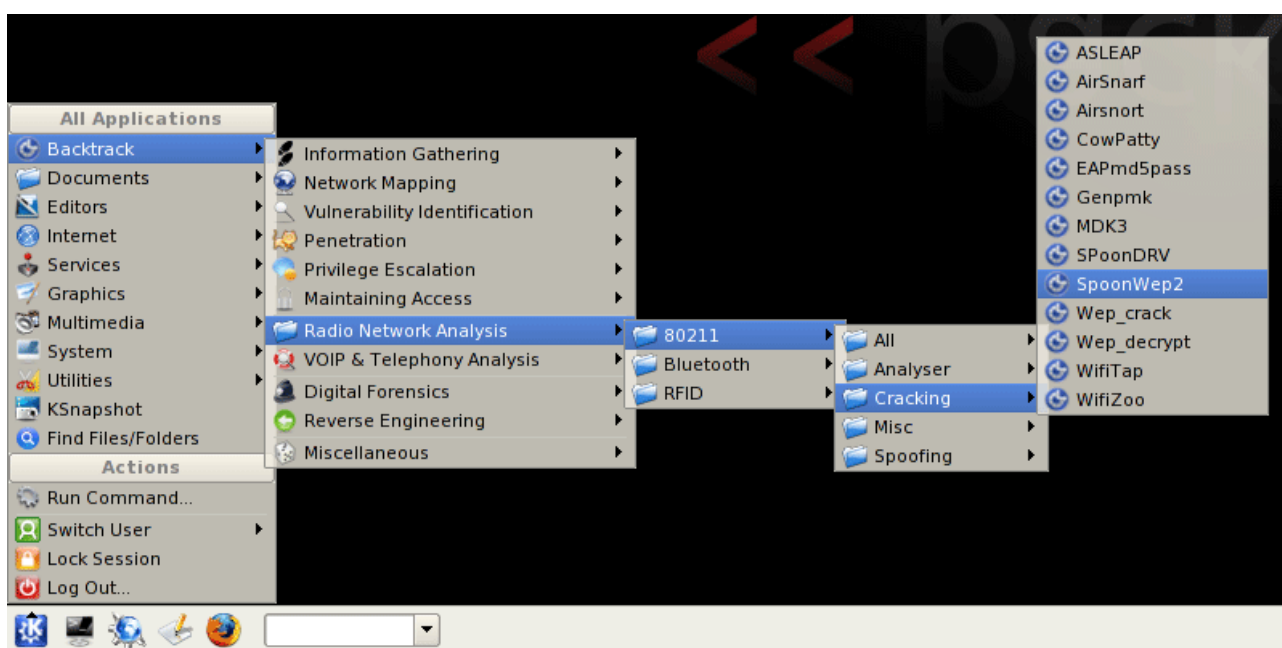 << back
All Applications
Backtrack
Documents
Editors
Internet
Services
Graphics
Multimedia
System
Utilities
KSnapshot
Find Files/Folders
Actions
Run Command...
Switch User
Lock Session
Log Out...
Information Gathering
Network Mapping
Vulnerability Identification
Penetration
Privilege Escalation
Maintaining Access
Radio Network Analysis
VOIP & Telephony Analysis
Digital Forensics
Reverse Engineering
Miscellaneous
80211
Bluetooth
RFID
All
Analyser
Cracking
Misc
Spoofing
ASLEAP
AirSnarf
Airsnort
CowPatty
EAPmd5pass
Genpmk
MDK3
SPoonDRV
SpoonWep2
Wep_crack
Wep_decrypt
WifiTap
WifiZoo